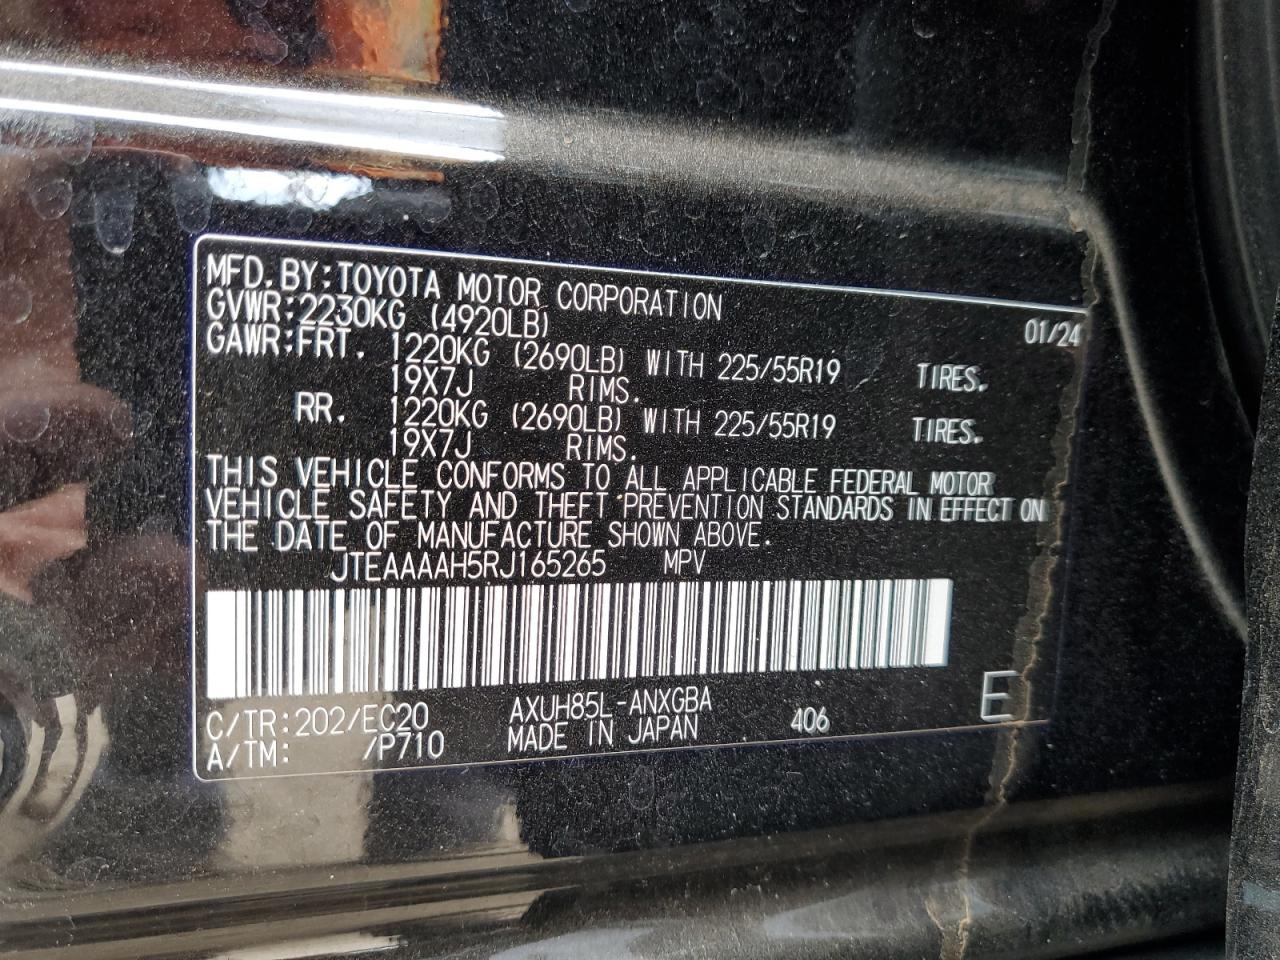 MFD. BY: TOYOTA MOTOR CORPORATION 01/24
GVWR: 2230KG (4920LB)
GAWR: FRT. 1220KG (2690LB) WITH 225/55R19 TIRES.
19X7J RIMS.
RR. 1220KG (2690LB) WITH 225/55R19 TIRES.
19X7J RIMS.
THIS VEHICLE CONFORMS TO ALL APPLICABLE FEDERAL MOTOR
VEHICLE SAFETY AND THEFT PREVENTION STANDARDS IN EFFECT ON
THE DATE OF MANUFACTURE SHOWN ABOVE.
JTEAAAAH5RJ165265 MPV
C/TR: 202/EC20 AXUH85L-ANXGBA 406 E
A/TM: /P710 MADE IN JAPAN